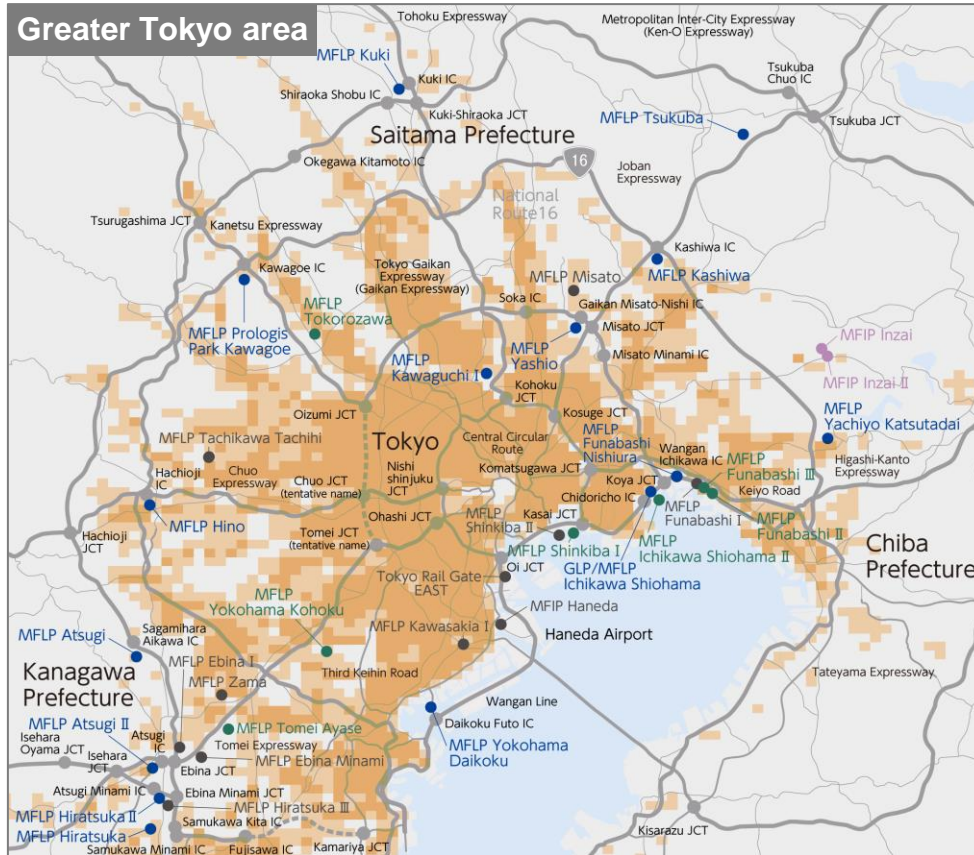 Greater Tokyo area
Tohoku Expressway
Metropolitan Inter-City Expressway
(Ken-O Expressway)
MFLP Kuki
Kuki IC
Shiraoka Shobu IC
Kuki-Shiraoka JCT
Tsukuba
Chuo IC
Tsukuba JCT
MFLP Tsukuba
Saitama Prefecture
Okegawa Kitamoto IC
16
Joban
Expressway
National
Route16
Tsurugashima JCT
Kanetsu Expressway
Kashiwa IC
Kawagoe IC
Tokyo Gaikan
Expressway
(Gaikan Expressway)
MFLP Misato
MFLP Kashiwa
Soka IC
Gaikan Misato-Nishi IC
MFLP
Tokorozawa
MFLP Prologis
Park Kawagoe
Misato JCT
MFLP
Yashio
Misato Minami IC
MFIP Inzai
MFLP
Kawaguchi I
MFIP Inzai II
Kohoku
JCT
Oizumi JCT
Kosuge JCT
MFLP
Yachiyo Katsutadai
MFLP Tachikawa Tachihi
Tokyo
Central Circular
Route
MFLP
Funabashi
Nishiura
Wangan
Ichikawa IC
MFLP
Funabashi III
Higashi-Kanto
Expressway
Hachioji
IC
Chuo
Expressway
Chuo JCT
(tentative name)
Nishi
shinjuku
JCT
Komatsugawa JCT
Koya JCT
Keiyo Road
Chidoricho IC
MFLP Hino
Ohashi JCT
MFLP
Shinkiba II
Kasai JCT
MFLP
Funabashi I
MFLP
Funabashi II
Hachioji
JCT
Tomei JCT
(tentative name)
MFLP Shinkiba I
MFLP
Ichikawa Shiohama II
Oi JCT
GLP/MFLP
Ichikawa Shiohama
Chiba
Prefecture
Tokyo Rail Gate
EAST
MFLP
Yokohama Kohoku
MFIP Haneda
MFLP Kawasaki I
Haneda Airport
MFLP Atsugi
Sagamihara
Aikawa IC
MFLP Ebina I
Third Keihin Road
Tateyama Expressway
Kanagawa
Prefecture
MFLP Zama
Wangan Line
Daikoku Futo IC
MFLP Atsugi II
MFLP Tomei Ayase
Isehara
Oyama JCT
Atsugi
IC
Tomei Expressway
MFLP Yokohama
Daikoku
Isehara
JCT
MFLP Ebina Minami
Ebina JCT
Atsugi Minami IC
Ebina Minami JCT
MFLP Hiratsuka II
MFLP Hiratsuka III
Samukawa Kita IC
MFLP Hiratsuka
Kisarazu JCT
Samukawa Minami IC
Fujisawa IC
Kamariya JCT